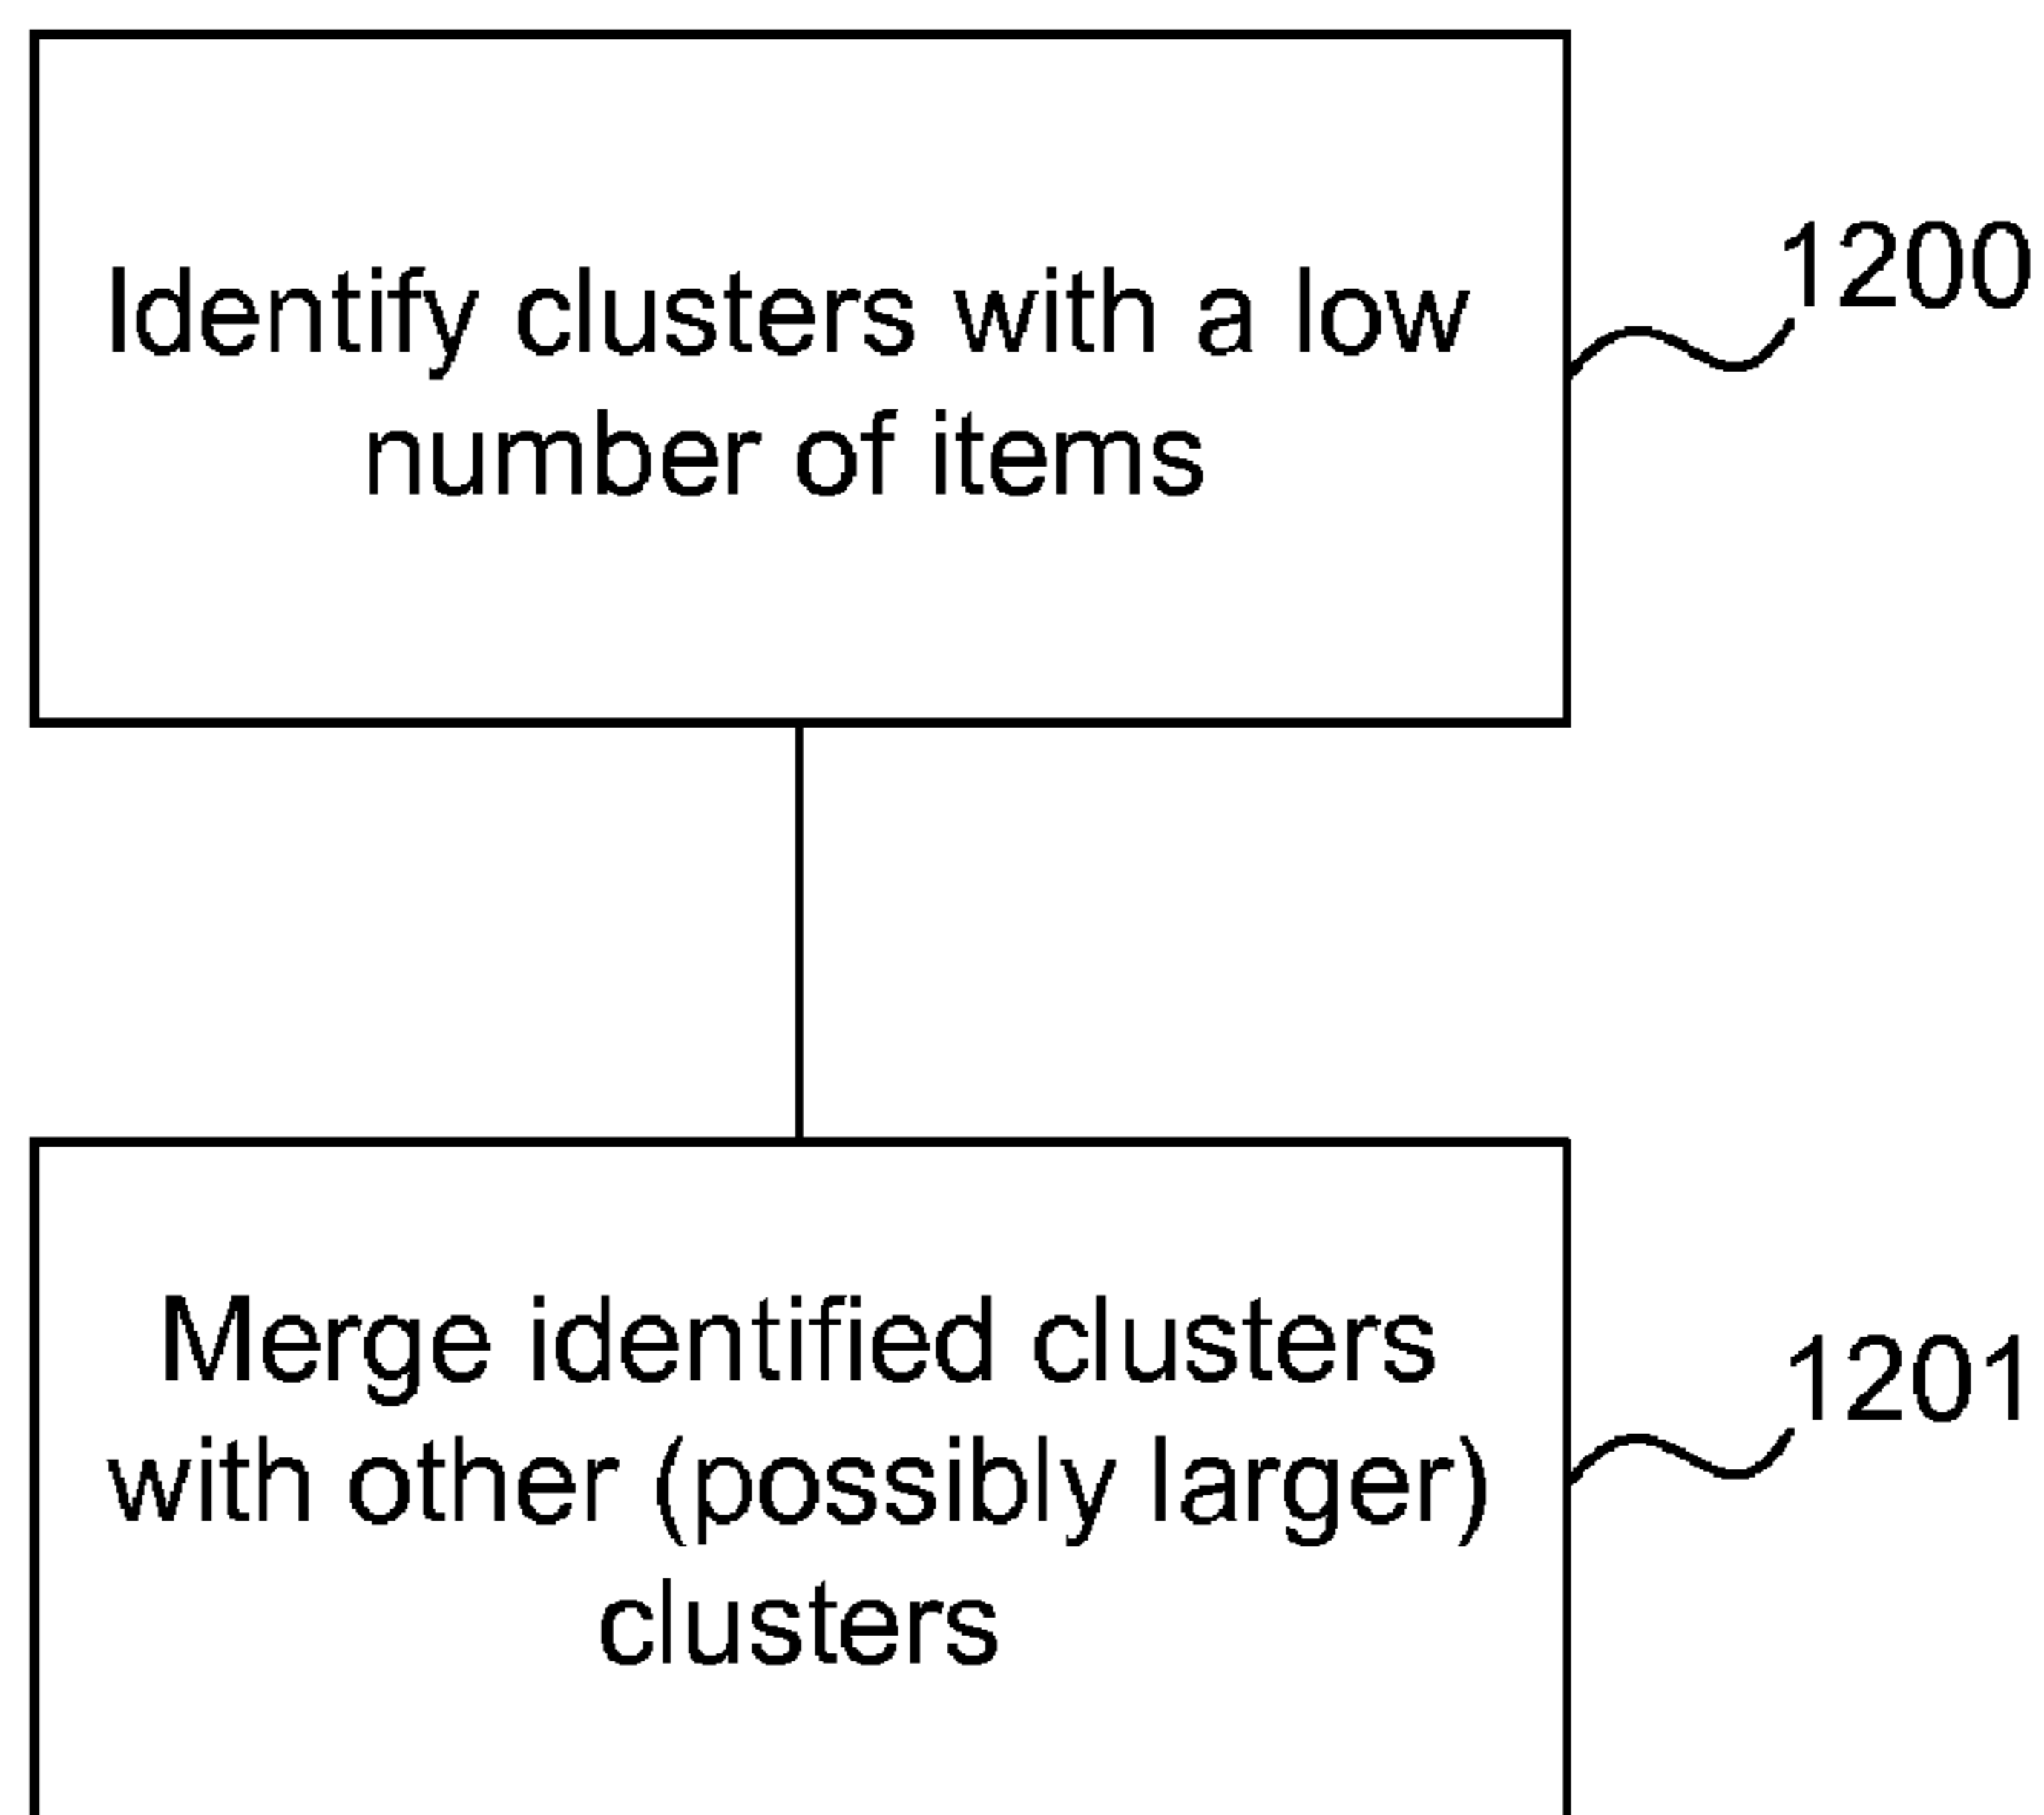 Identify clusters with a low
number of items
1200
Merge identified clusters
with other (possibly larger)
clusters
1201